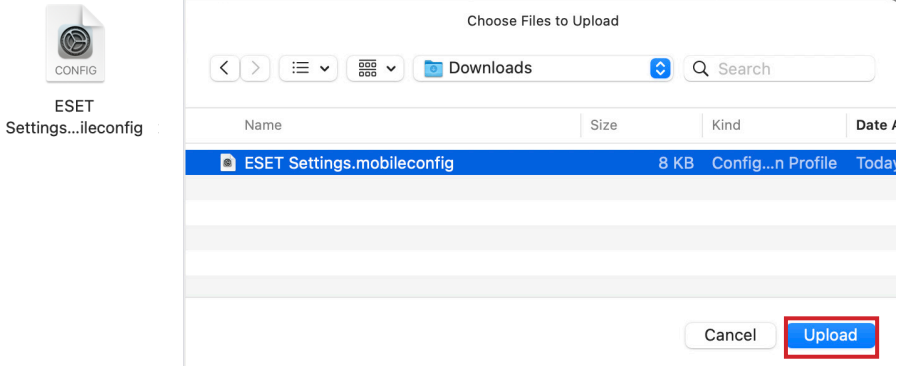 CONFIG
ESET
Settings...ileconfig
Choose Files to Upload
Downloads
Search
Name Size Kind Date A
ESET Settings.mobileconfig 8 KB Config...n Profile Today
Cancel Upload